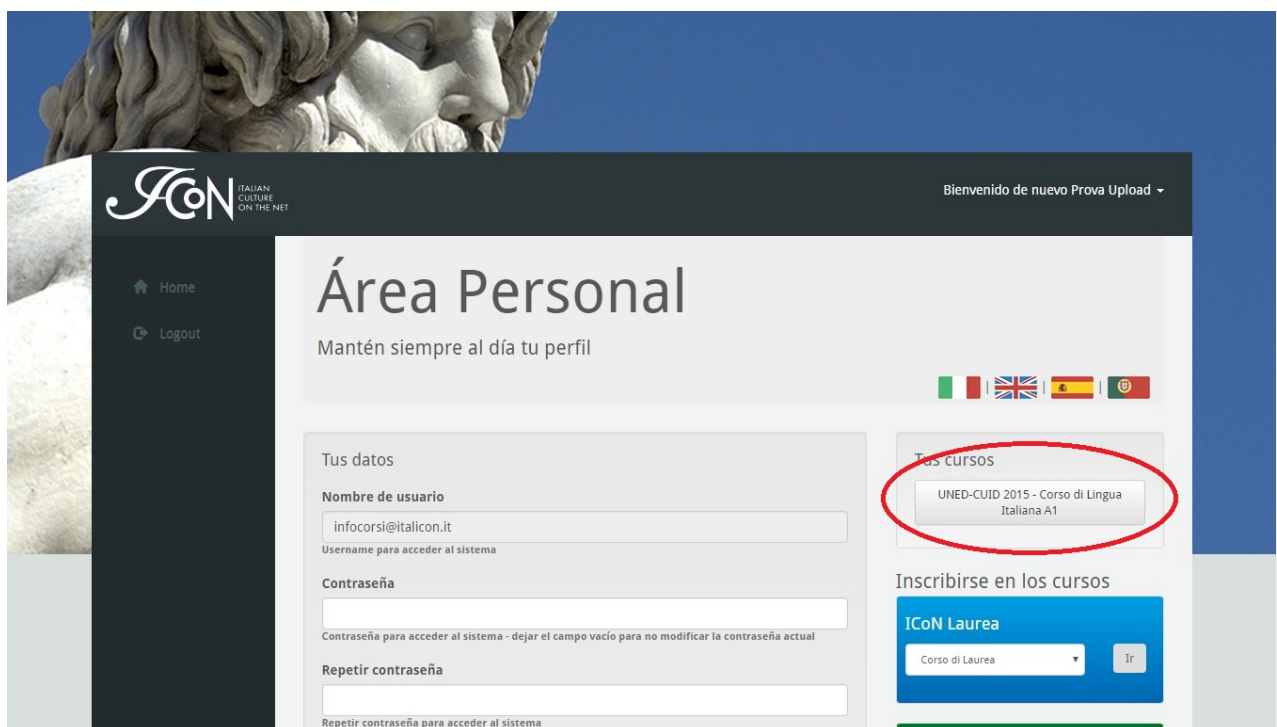 ICoN ITALIAN
CULTURE
ON THE NET
Bienvenido de nuevo Prova Upload
Home
Logout
Área Personal
Mantén siempre al día tu perfil
Tus datos
Nombre de usuario
infocorsi@italicon.it
Username para acceder al sistema
Contraseña
Contraseña para acceder al sistema - dejar el campo vacío para no modificar la contraseña actual
Repetir contraseña
Repetir contraseña para acceder al sistema
Tus cursos
UNED-CUID 2015 - Corso di Lingua
Italiana A1
Inscribirse en los cursos
ICoN Laurea
Corso di Laurea
Ir